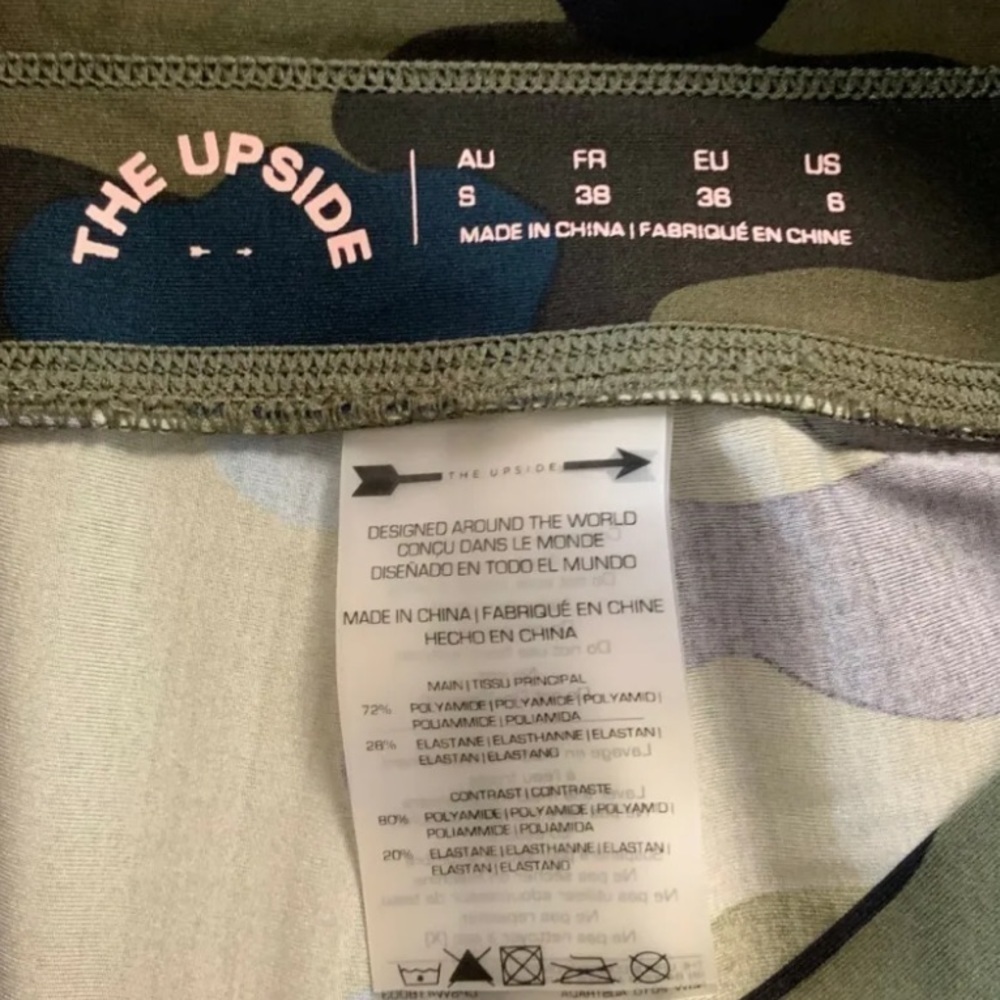 THE UPSIDE
AU FR EU US
S 38 36 6
MADE IN CHINA | FABRIQUÉ EN CHINE
THE UPSIDE
DESIGNED AROUND THE WORLD
CONÇU DANS LE MONDE
DISEÑADO EN TODO EL MUNDO
MADE IN CHINA | FABRIQUÉ EN CHINE
HECHO EN CHINA
MAIN | TISSU PRINCIPAL
72% POLYAMIDE | POLYAMIDE | POLYAMID |
POLIAMMIDE | POLIAMIDA
28% ELASTANE | ELASTHANNE | ELASTAN |
ELASTAN | ELASTANO
CONTRAST | CONTRASTE
80% POLYAMIDE | POLYAMIDE | POLYAMID |
POLIAMMIDE | POLIAMIDA
20% ELASTANE | ELASTHANNE | ELASTAN |
ELASTAN | ELASTANO